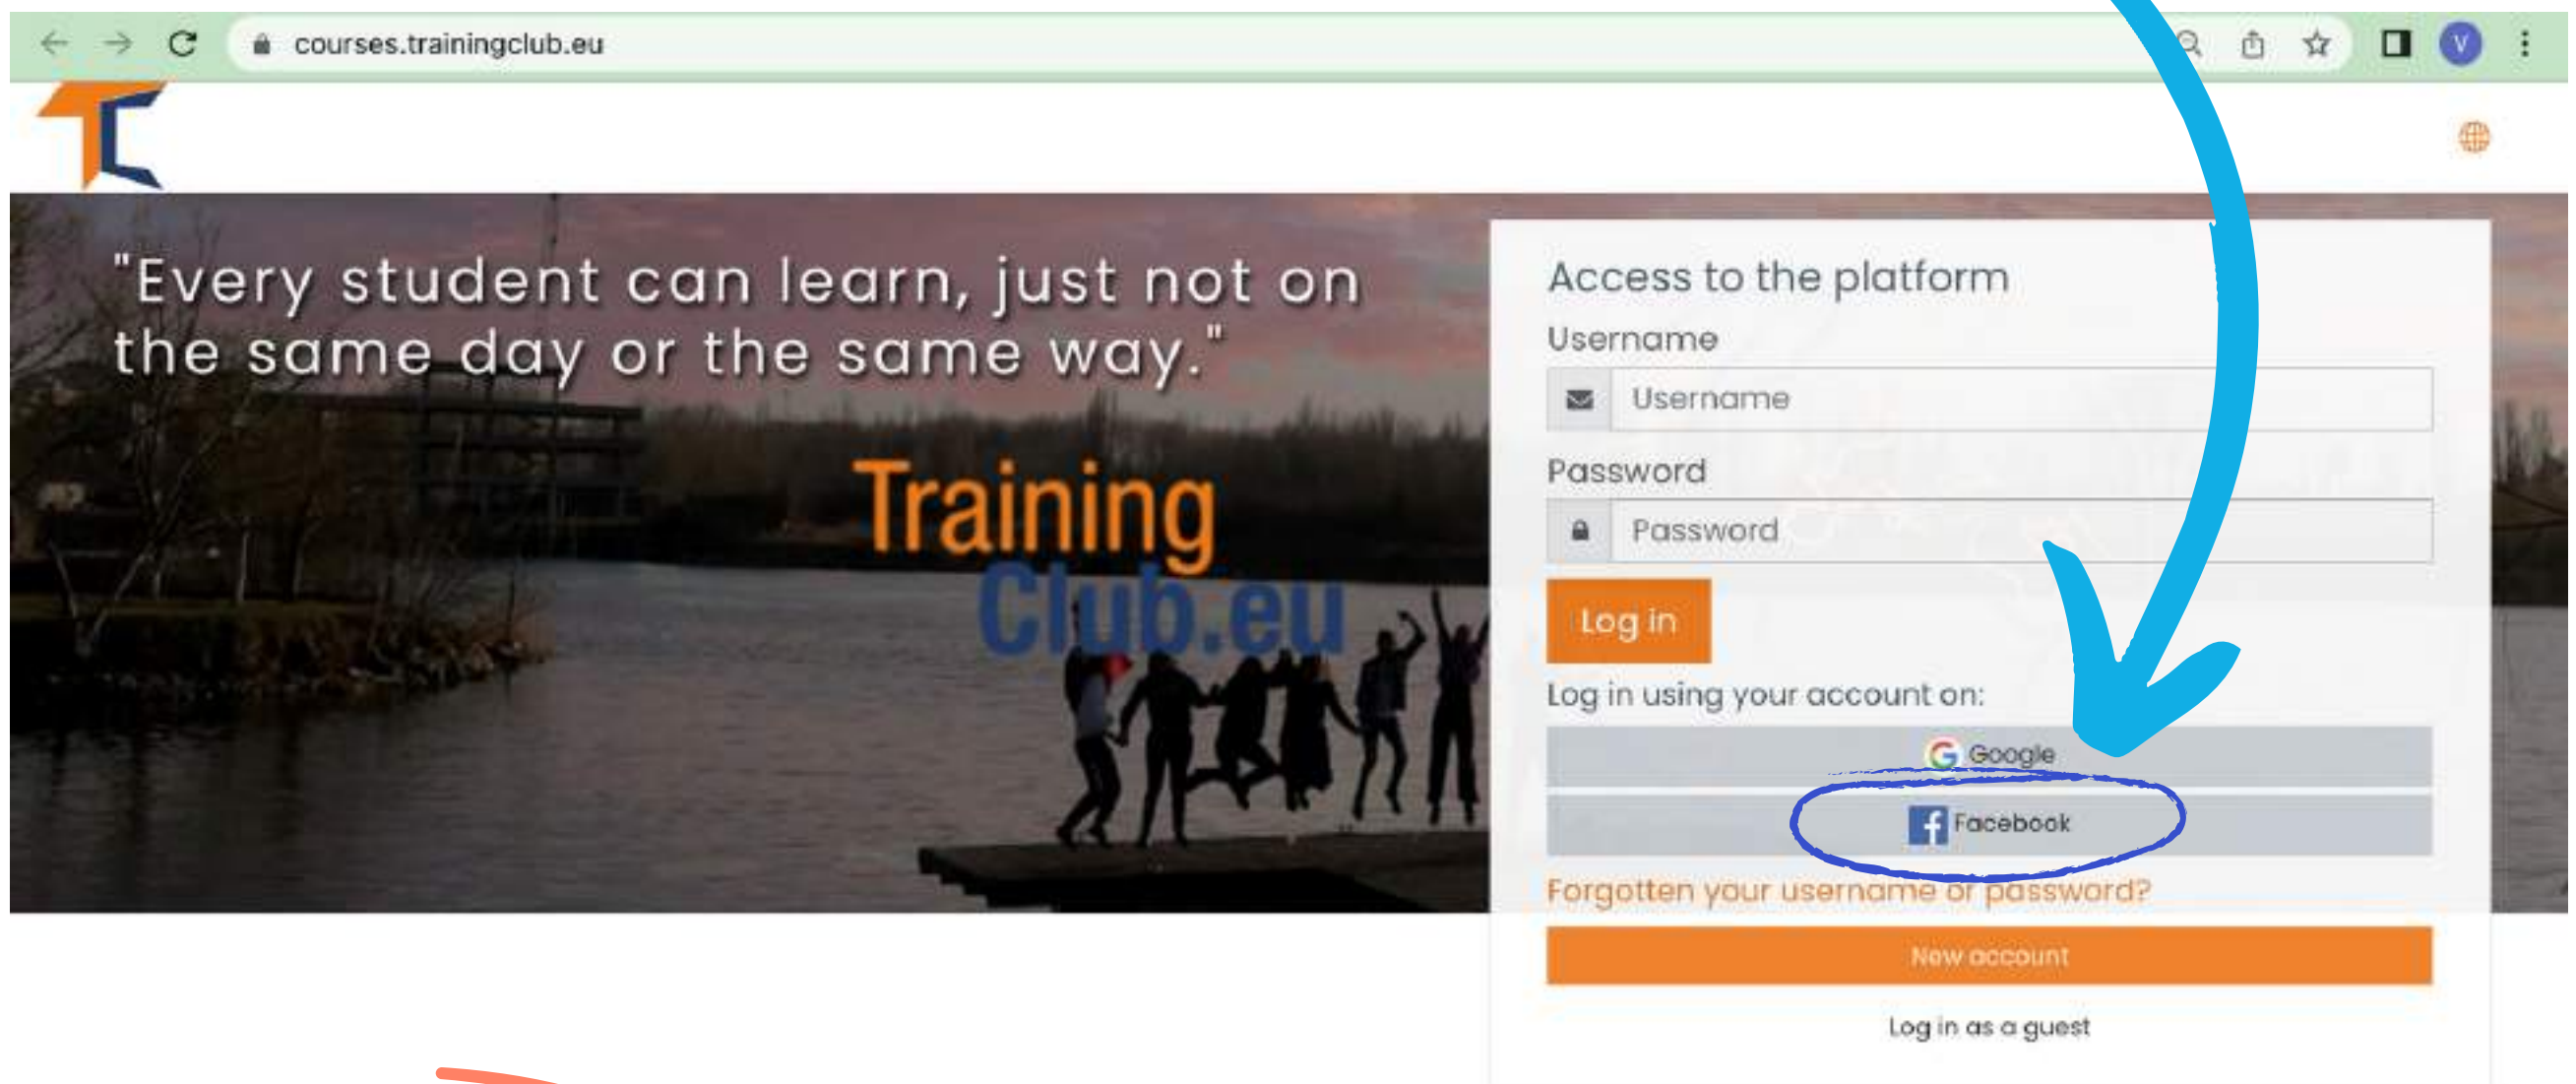 courses.trainingclub.eu
V
TC
"Every student can learn, just not on
the same day or the same way."
Training
Club.eu
Access to the platform
Username
Username
Password
Password
Log in
Log in using your account on:
Google
Facebook
Forgotten your username or password?
New account
Log in as a guest